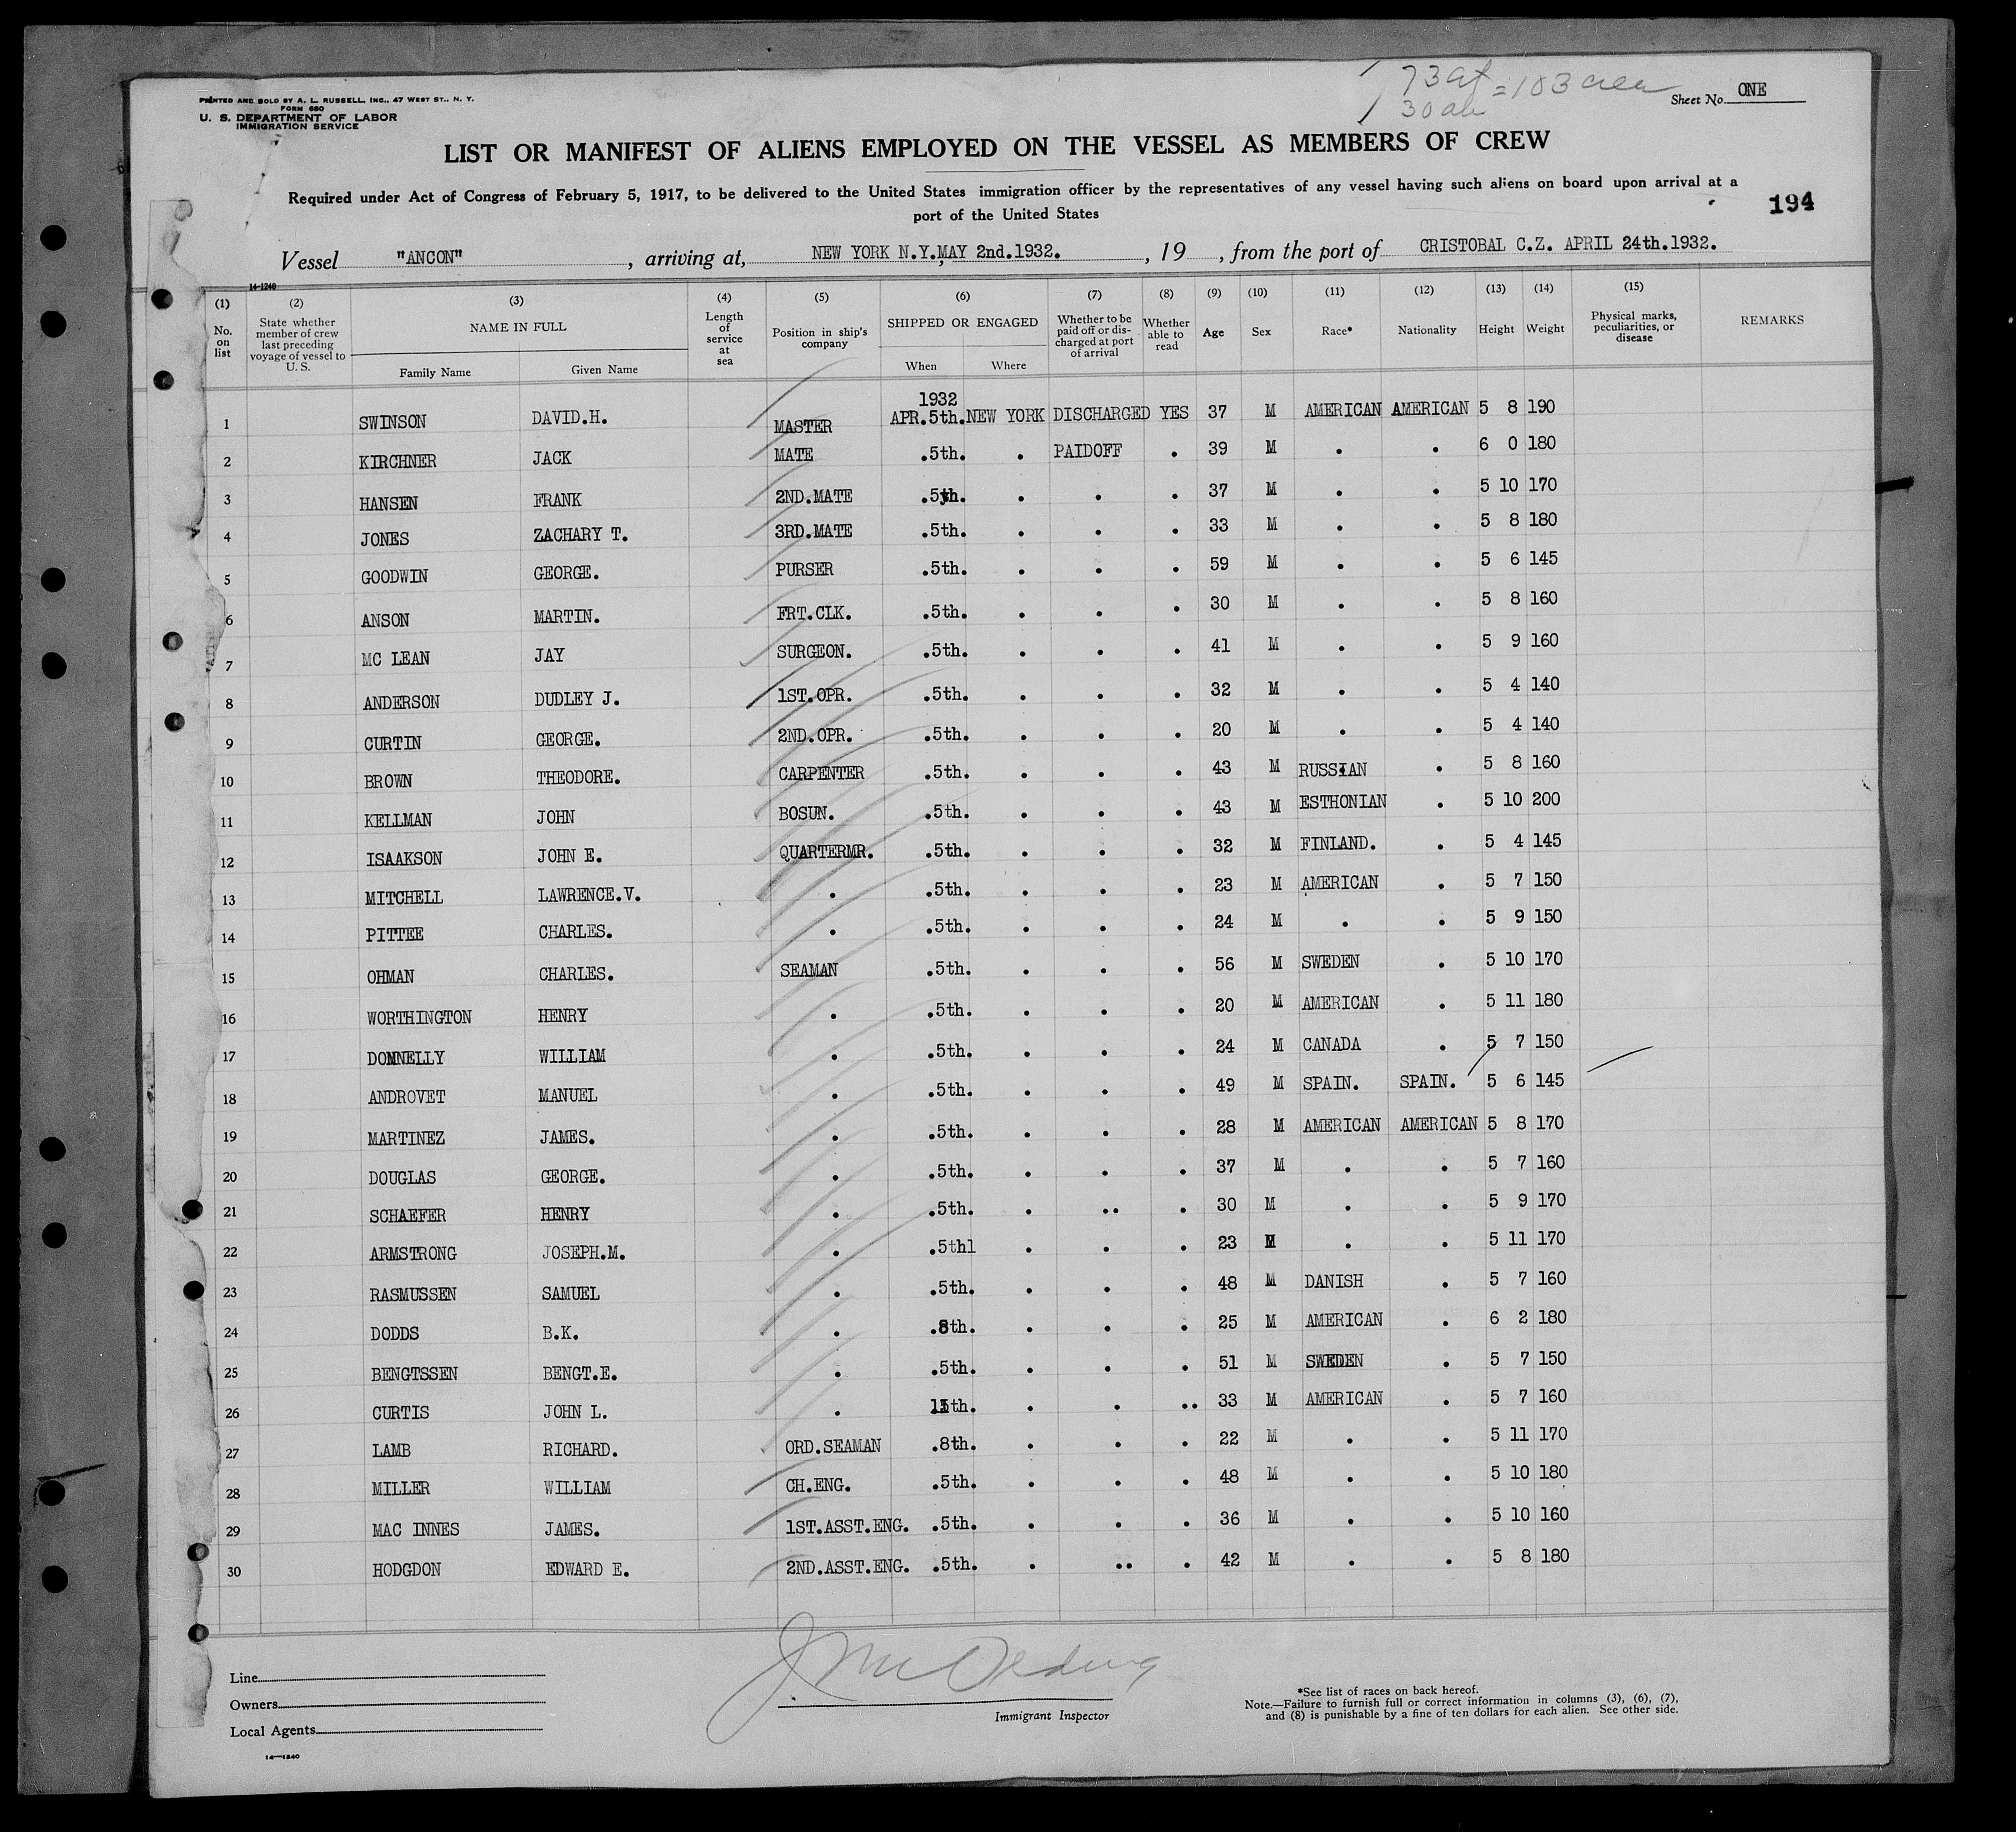 PRINTED AND SOLD BY A. L. RUSSELL, INC., 47 WEST ST., N. Y.
FORM 680
U. S. DEPARTMENT OF LABOR
IMMIGRATION SERVICE
73 = 103
30
Sheet No. ONE
LIST OR MANIFEST OF ALIENS EMPLOYED ON THE VESSEL AS MEMBERS OF CREW
Required under Act of Congress of February 5, 1917, to be delivered to the United States immigration officer by the representatives of any vessel having such aliens on board upon arrival at a
port of the United States
194
Vessel "ANCON", arriving at, NEW YORK N.Y. MAY 2nd.1932., 19 , from the port of CRISTOBAL C.Z. APRIL 24th.1932.
14-1240
(1) No. on list (2) State whether member of crew last preceding voyage of vessel to U. S. (3) NAME IN FULL Family Name Given Name (4) Length of service at sea (5) Position in ship's company (6) SHIPPED OR ENGAGED When Where (7) Whether to be paid off or discharged at port of arrival (8) Whether able to read (9) Age (10) Sex (11) Race* (12) Nationality (13) Height (14) Weight (15) Physical marks, peculiarities, or disease REMARKS
1932
1 SWINSON DAVID.H. MASTER APR.5th. NEW YORK DISCHARGED YES 37 M AMERICAN AMERICAN 5 8 190
2 KIRCHNER JACK MATE .5th. . PAIDOFF . 39 M . . 6 0 180
3 HANSEN FRANK 2ND.MATE .5th. . . . 37 M . . 5 10 170
4 JONES ZACHARY T. 3RD.MATE .5th. . . . 33 M . . 5 8 180
5 GOODWIN GEORGE. PURSER .5th. . . . 59 M . . 5 6 145
6 ANSON MARTIN. FRT.CLK. .5th. . . . 30 M . . 5 8 160
7 MC LEAN JAY SURGEON. .5th. . . . 41 M . . 5 9 160
8 ANDERSON DUDLEY J. 1ST.OPR. .5th. . . . 32 M . . 5 4 140
9 CURTIN GEORGE. 2ND.OPR. .5th. . . . 20 M . . 5 4 140
10 BROWN THEODORE. CARPENTER .5th. . . . 43 M RUSSIAN . 5 8 160
11 KELLMAN JOHN BOSUN. .5th. . . . 43 M ESTHONIAN . 5 10 200
12 ISAAKSON JOHN E. QUARTERMR. .5th. . . . 32 M FINLAND. . 5 4 145
13 MITCHELL LAWRENCE.V. . .5th. . . . 23 M AMERICAN . 5 7 150
14 PITTEE CHARLES. . .5th. . . . 24 M . . 5 9 150
15 OHMAN CHARLES. SEAMAN .5th. . . . 56 M SWEDEN . 5 10 170
16 WORTHINGTON HENRY . .5th. . . . 20 M AMERICAN . 5 11 180
17 DONNELLY WILLIAM . .5th. . . . 24 M CANADA . 5 7 150
18 ANDROVET MANUEL . .5th. . . . 49 M SPAIN. SPAIN. 5 6 145
19 MARTINEZ JAMES. . .5th. . . . 28 M AMERICAN AMERICAN 5 8 170
20 DOUGLAS GEORGE. . .5th. . . . 37 M . . 5 7 160
21 SCHAEFER HENRY . .5th. . .. . 30 M . . 5 9 170
22 ARMSTRONG JOSEPH.M. . .5thl . . . 23 M . . 5 11 170
23 RASMUSSEN SAMUEL . .5th. . . . 48 M DANISH . 5 7 160
24 DODDS B.K. . .8th. . . . 25 M AMERICAN . 6 2 180
25 BENGTSSEN BENGT.E. . .5th. . . . 51 M SWEDEN . 5 7 150
26 CURTIS JOHN L. . 11th. . . .. 33 M AMERICAN . 5 7 160
27 LAMB RICHARD. ORD.SEAMAN .8th. . . . 22 M . . 5 11 170
28 MILLER WILLIAM CH.ENG. .5th. . . . 48 M . . 5 10 180
29 MAC INNES JAMES. 1ST.ASST.ENG. .5th. . . . 36 M . . 5 10 160
30 HODGDON EDWARD E. 2ND.ASST.ENG. .5th. . .. . 42 M . . 5 8 180
Line
Owners
Local Agents
14-1240
Immigrant Inspector
*See list of races on back hereof.
Note.—Failure to furnish full or correct information in columns (3), (6), (7),
and (8) is punishable by a fine of ten dollars for each alien. See other side.